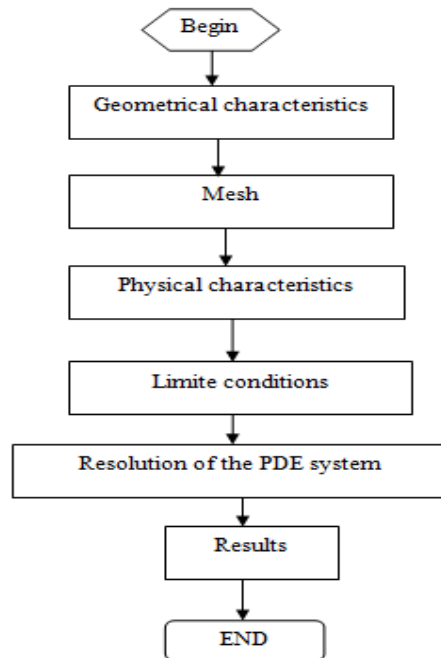 Begin
Geometrical characteristics
Mesh
Physical characteristics
Limite conditions
Resolution of the PDE system
Results
END